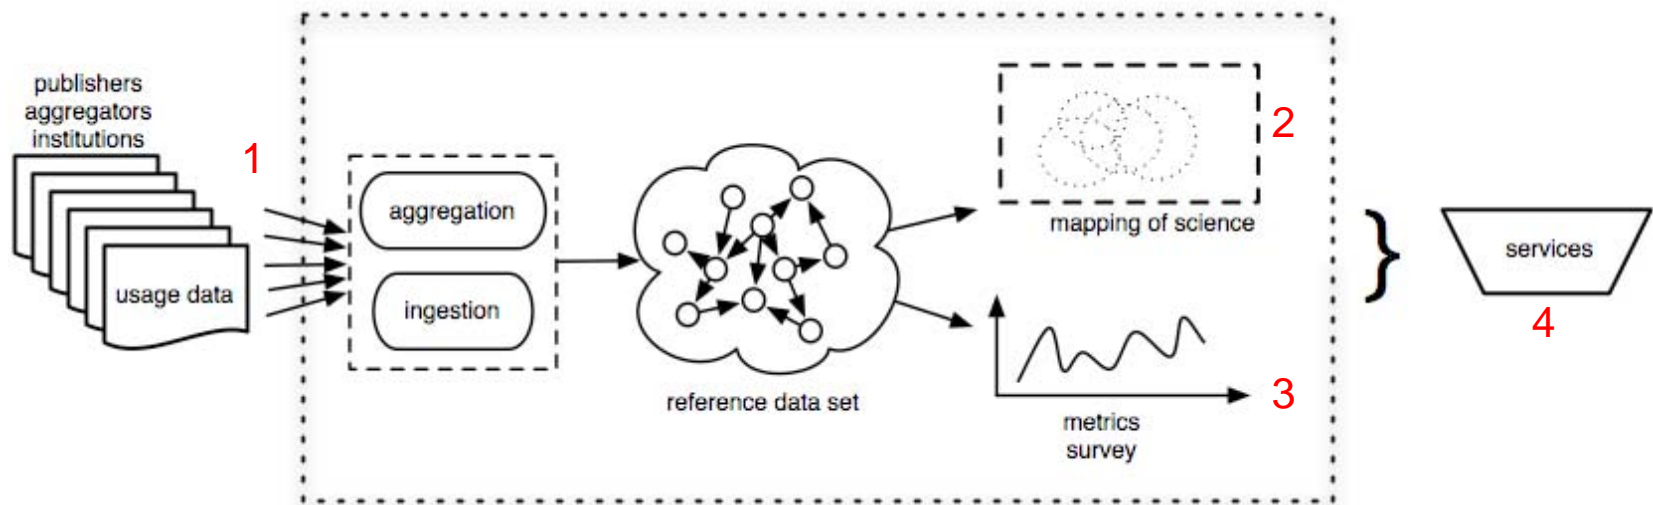 publishers
aggregators
institutions
1
usage data
aggregation
ingestion
reference data set
2
mapping of science
3
metrics
survey
services
4